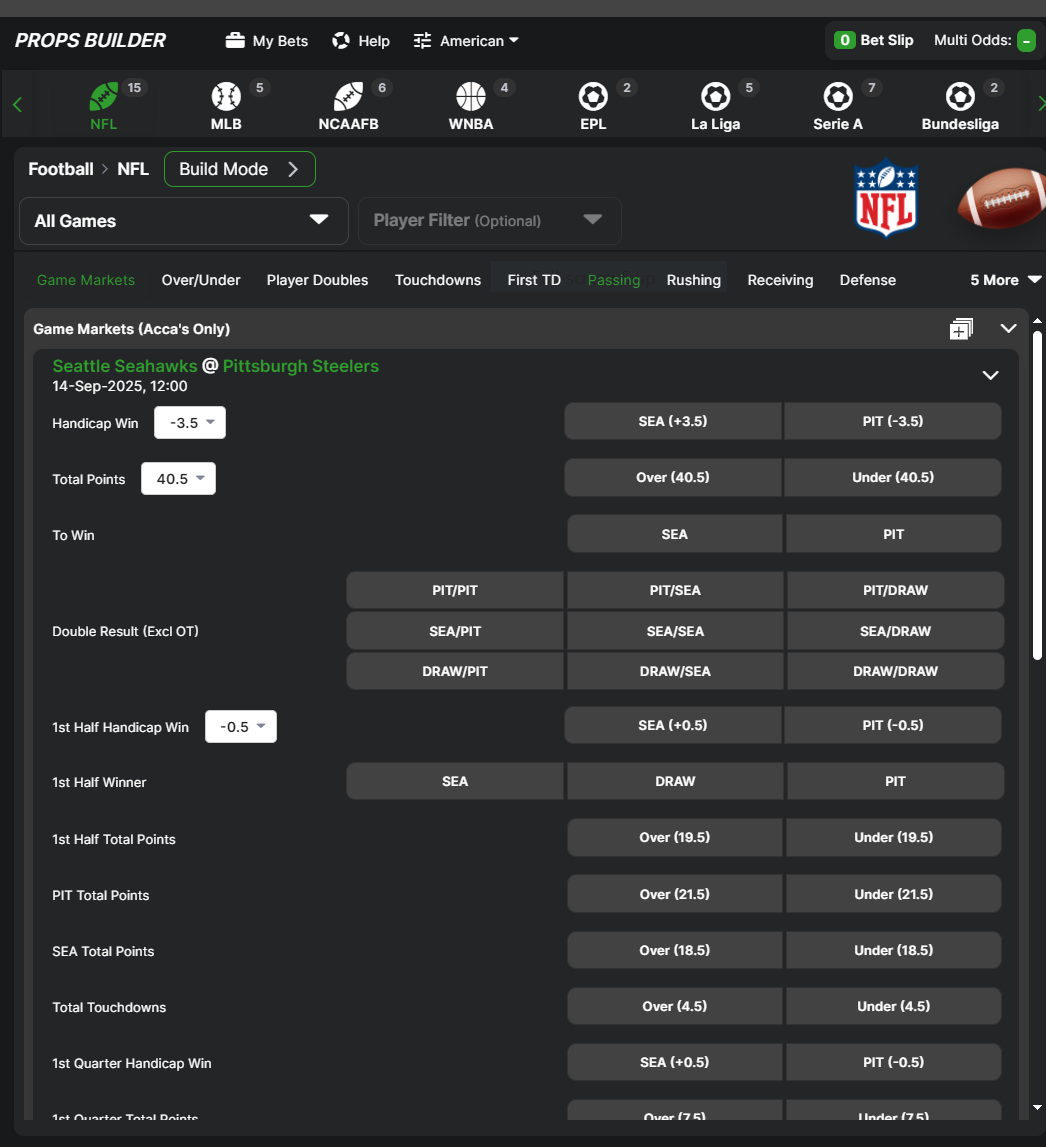 PROPS BUILDER My Bets Help American 0 Bet Slip Multi Odds: -
15 5 6 4 2 5 7 2
NFL MLB NCAAFB WNBA EPL La Liga Serie A Bundesliga
Football > NFL Build Mode >
NFL
All Games Player Filter (Optional)
Game Markets Over/Under Player Doubles Touchdowns First TD Passing Rushing Receiving Defense 5 More
Game Markets (Acca's Only)
Seattle Seahawks @ Pittsburgh Steelers
14-Sep-2025, 12:00
Handicap Win -3.5 SEA (+3.5) PIT (-3.5)
Total Points 40.5 Over (40.5) Under (40.5)
To Win SEA PIT
PIT/PIT PIT/SEA PIT/DRAW
Double Result (Excl OT) SEA/PIT SEA/SEA SEA/DRAW
DRAW/PIT DRAW/SEA DRAW/DRAW
1st Half Handicap Win -0.5 SEA (+0.5) PIT (-0.5)
1st Half Winner SEA DRAW PIT
1st Half Total Points Over (19.5) Under (19.5)
PIT Total Points Over (21.5) Under (21.5)
SEA Total Points Over (18.5) Under (18.5)
Total Touchdowns Over (4.5) Under (4.5)
1st Quarter Handicap Win SEA (+0.5) PIT (-0.5)
1st Quarter Total Points Over (7.5) Under (7.5)